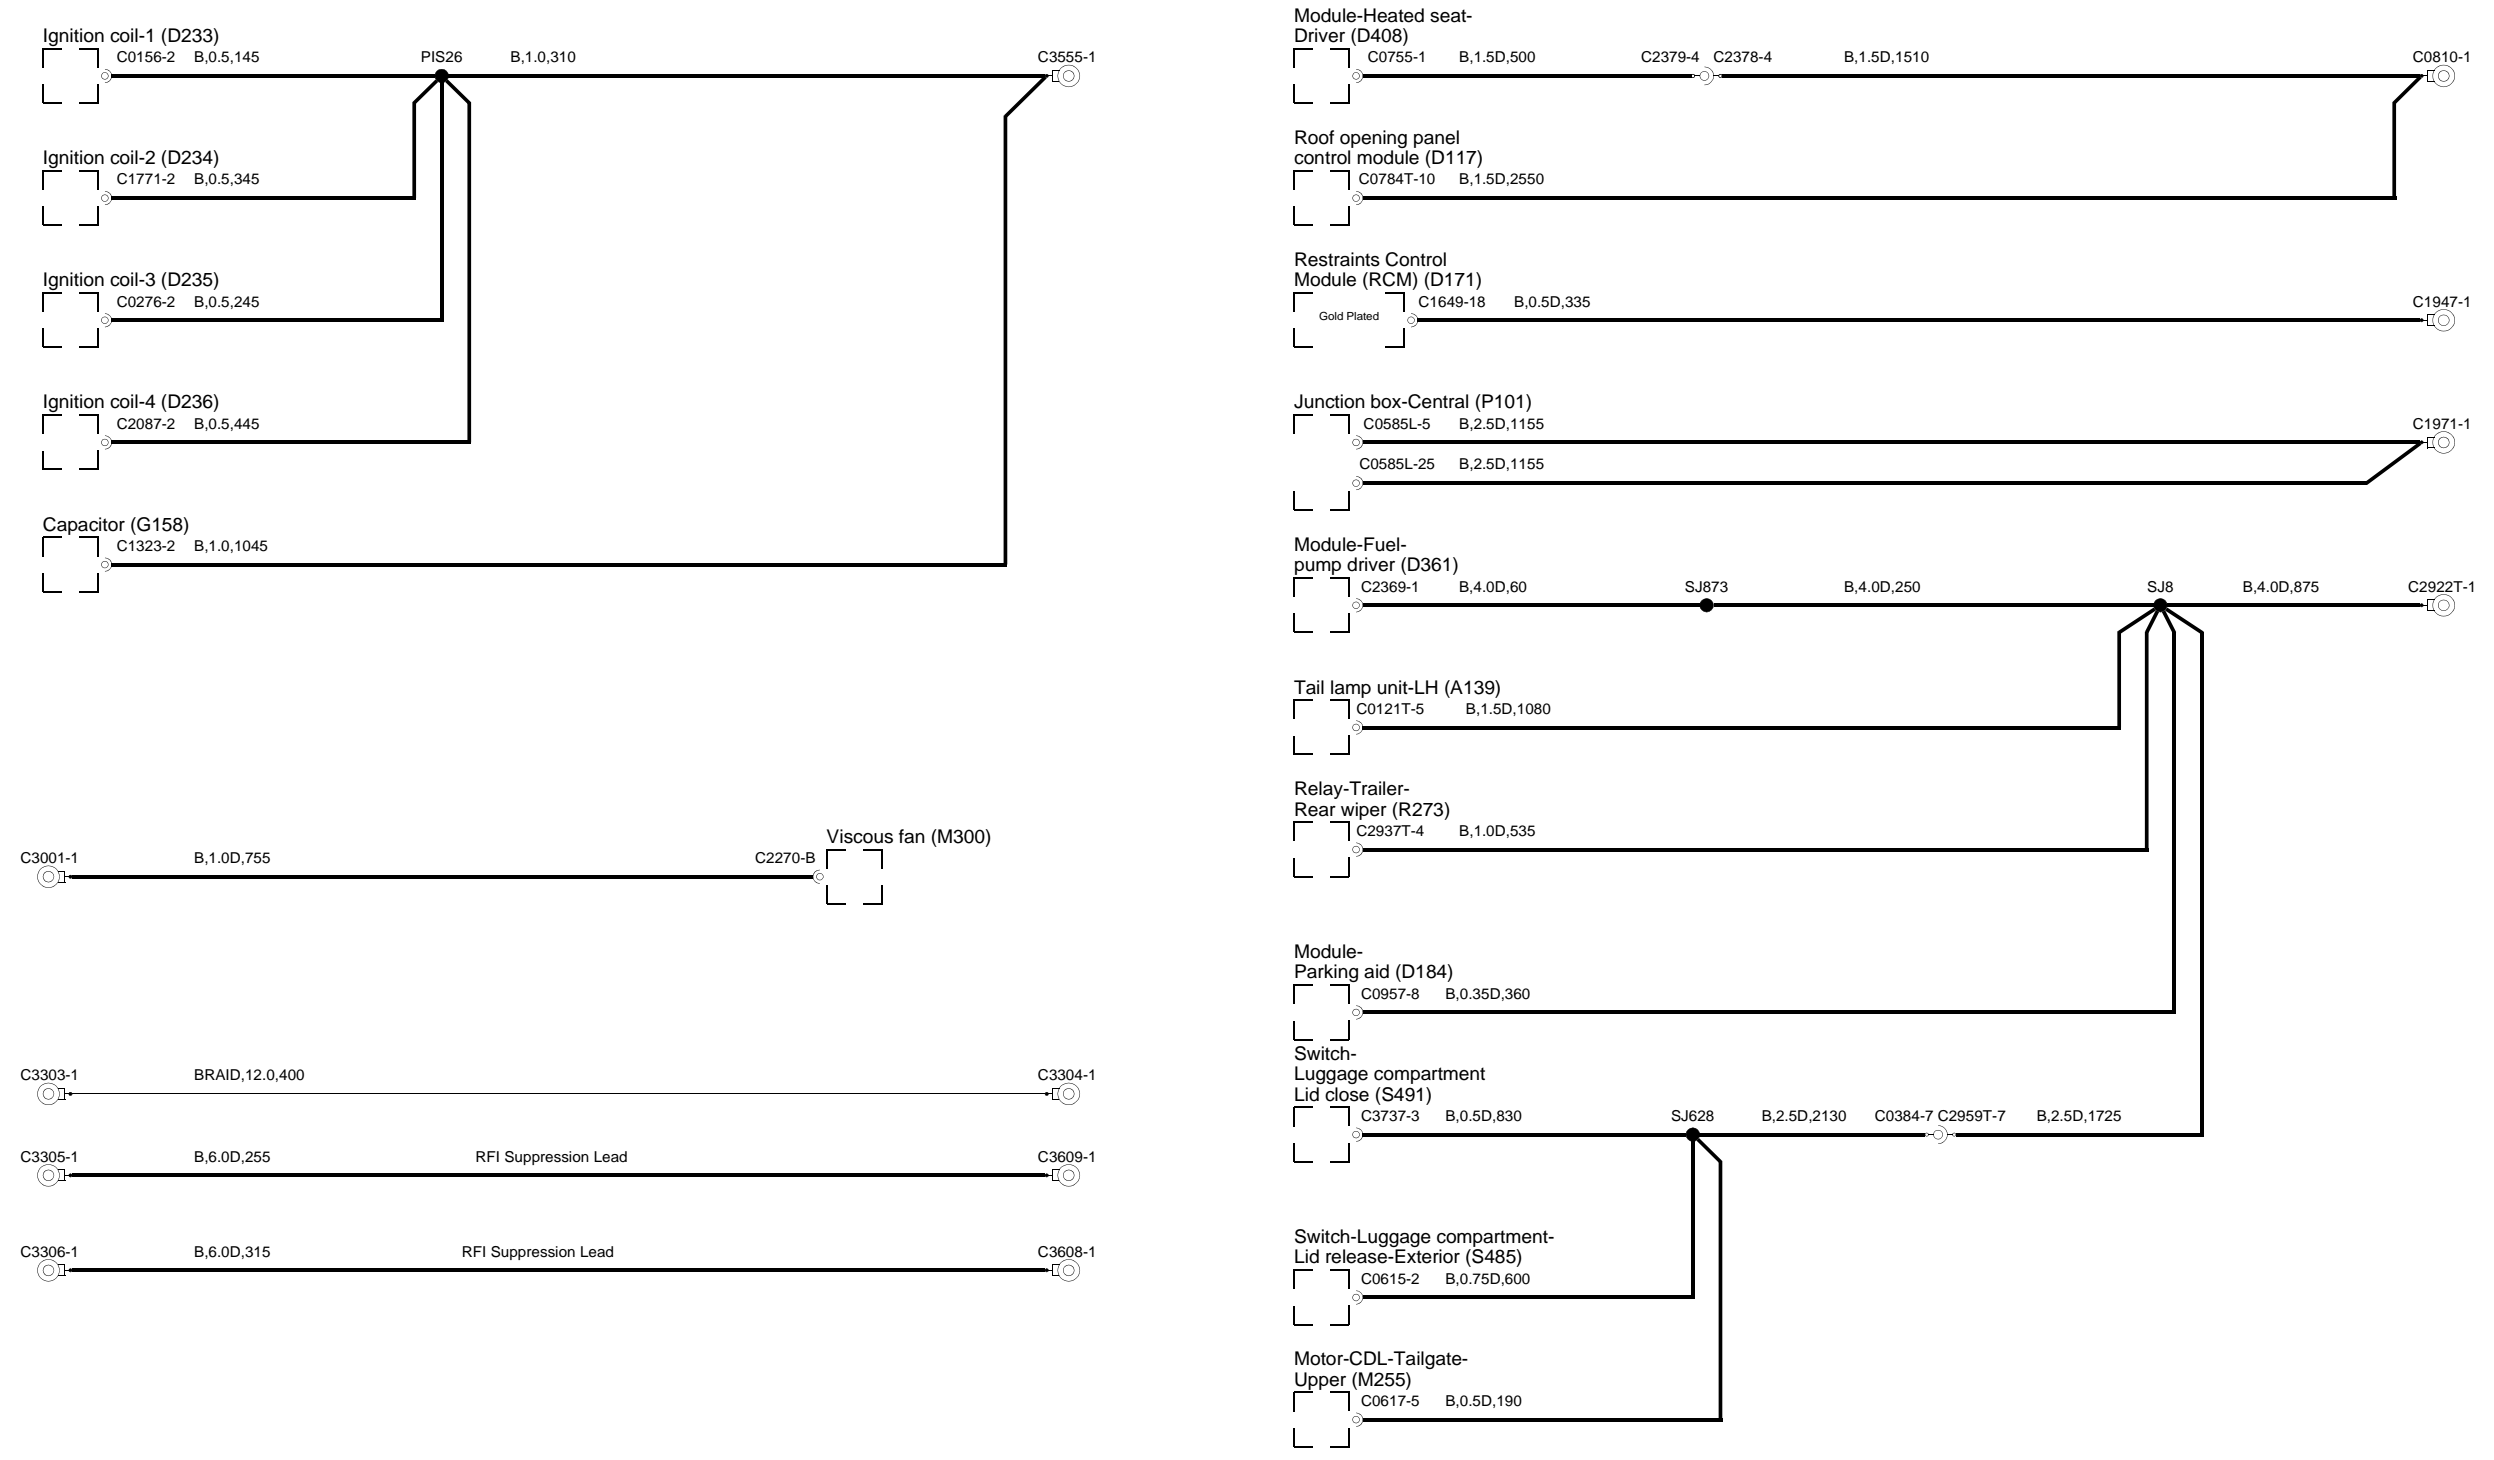 Ignition coil-1 (D233)
C0156-2 B,0.5,145 PIS26 B,1.0,310 C3555-1
Ignition coil-2 (D234)
C1771-2 B,0.5,345
Ignition coil-3 (D235)
C0276-2 B,0.5,245
Ignition coil-4 (D236)
C2087-2 B,0.5,445
Capacitor (G158)
C1323-2 B,1.0,1045
Viscous fan (M300)
C3001-1 B,1.0D,755 C2270-B
C3303-1 BRAID,12.0,400 C3304-1
C3305-1 B,6.0D,255 RFI Suppression Lead C3609-1
C3306-1 B,6.0D,315 RFI Suppression Lead C3608-1
Module-Heated seat-
Driver (D408)
C0755-1 B,1.5D,500 C2379-4 C2378-4 B,1.5D,1510 C0810-1
Roof opening panel
control module (D117)
C0784T-10 B,1.5D,2550
Restraints Control
Module (RCM) (D171)
C1649-18 B,0.5D,335 C1947-1
Gold Plated
Junction box-Central (P101)
C0585L-5 B,2.5D,1155 C1971-1
C0585L-25 B,2.5D,1155
Module-Fuel-
pump driver (D361)
C2369-1 B,4.0D,60 SJ873 B,4.0D,250 SJ8 B,4.0D,875 C2922T-1
Tail lamp unit-LH (A139)
C0121T-5 B,1.5D,1080
Relay-Trailer-
Rear wiper (R273)
C2937T-4 B,1.0D,535
Module-
Parking aid (D184)
C0957-8 B,0.35D,360
Switch-
Luggage compartment
Lid close (S491)
C3737-3 B,0.5D,830 SJ628 B,2.5D,2130 C0384-7 C2959T-7 B,2.5D,1725
Switch-Luggage compartment-
Lid release-Exterior (S485)
C0615-2 B,0.75D,600
Motor-CDL-Tailgate-
Upper (M255)
C0617-5 B,0.5D,190